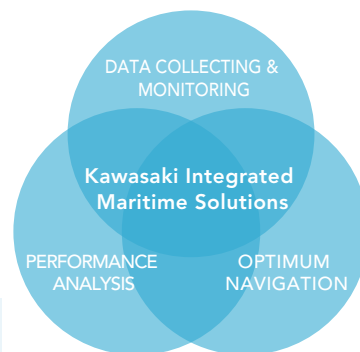 DATA COLLECTING &
MONITORING
Kawasaki Integrated
Maritime Solutions
PERFORMANCE
ANALYSIS
OPTIMUM
NAVIGATION